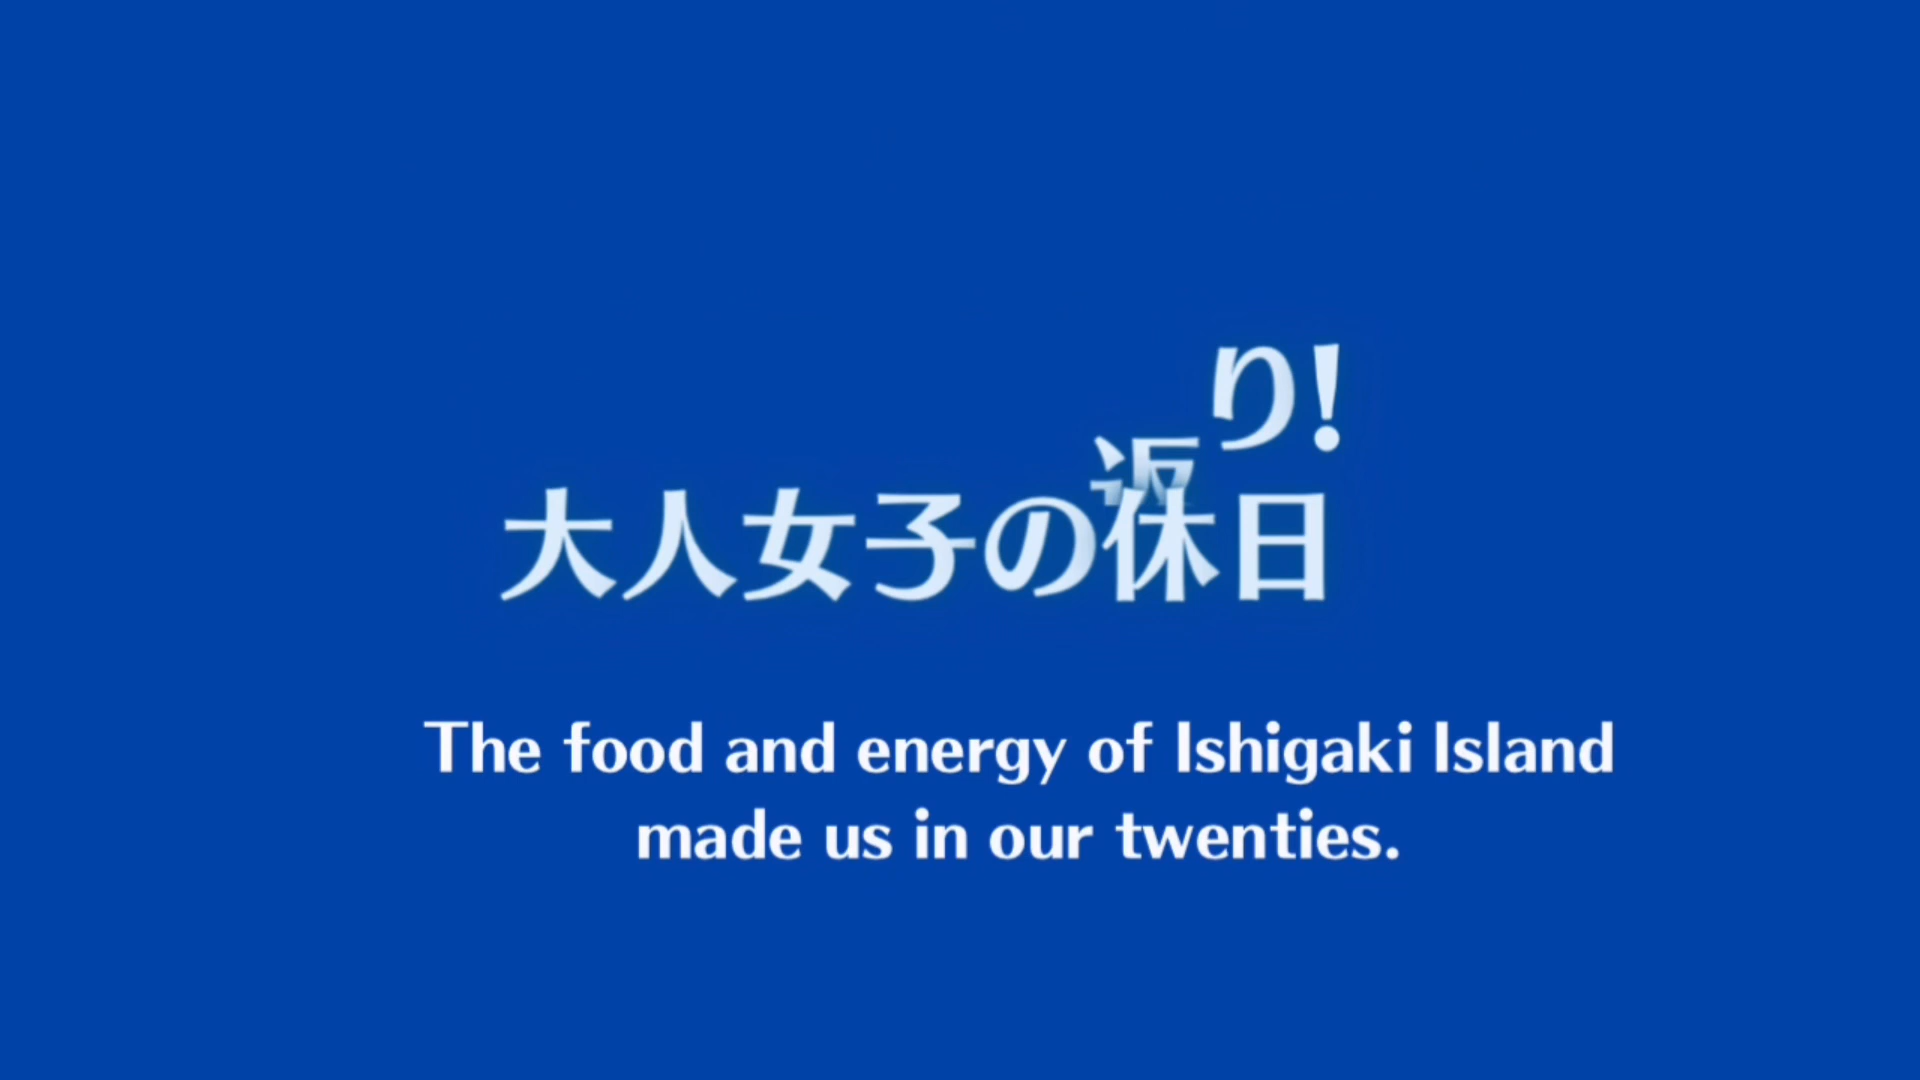 返り!
大人女子の休日
The food and energy of Ishigaki Island
made us in our twenties.